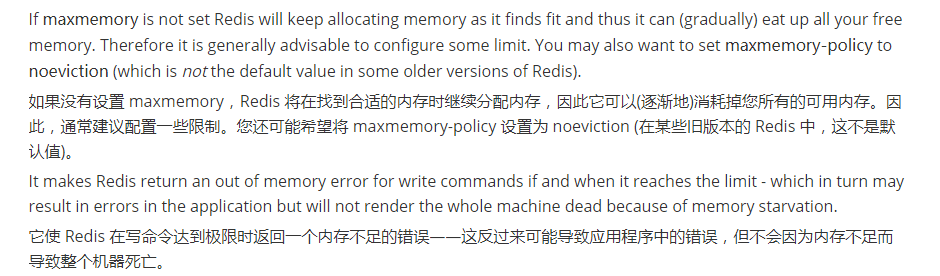 If maxmemory is not set Redis will keep allocating memory as it finds fit and thus it can (gradually) eat up all your free
memory. Therefore it is generally advisable to configure some limit. You may also want to set maxmemory-policy to
noeviction (which is not the default value in some older versions of Redis).
如果没有设置 maxmemory，Redis 将在找到合适的内存时继续分配内存，因此它可以(逐渐地)消耗掉您所有的可用内存。因
此，通常建议配置一些限制。您还可能希望将 maxmemory-policy 设置为 noeviction (在某些旧版本的 Redis 中，这不是默
认值)。
It makes Redis return an out of memory error for write commands if and when it reaches the limit - which in turn may
result in errors in the application but will not render the whole machine dead because of memory starvation.
它使 Redis 在写命令达到极限时返回一个内存不足的错误——这反过来可能导致应用程序中的错误，但不会因为内存不足而
导致整个机器死亡。